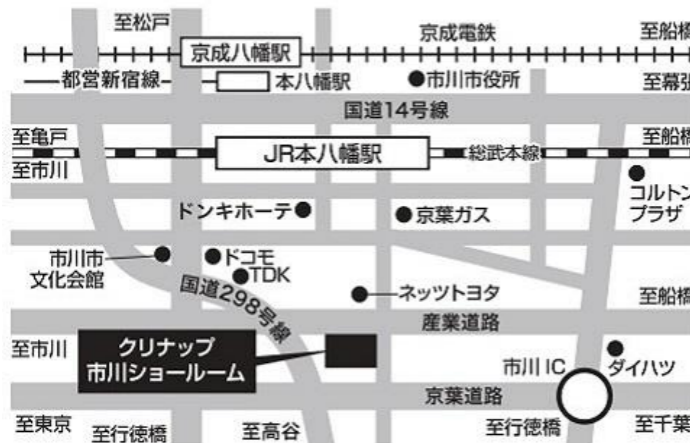 至松戸
京成電鉄
至船橋
京成八幡駅
都営新宿線
本八幡駅
市川市役所
至幕張
国道14号線
至亀戸
至船橋
JR本八幡駅
総武本線
至市川
コルトン
プラザ
ドンキホーテ
京葉ガス
市川市
文化会館
ドコモ
TDK
国道298号線
ネッツトヨタ
至船橋
産業道路
クリナップ
市川ショールーム
至市川
市川 IC
ダイハツ
京葉道路
至東京
至行徳橋
至高谷
至行徳橋
至千葉